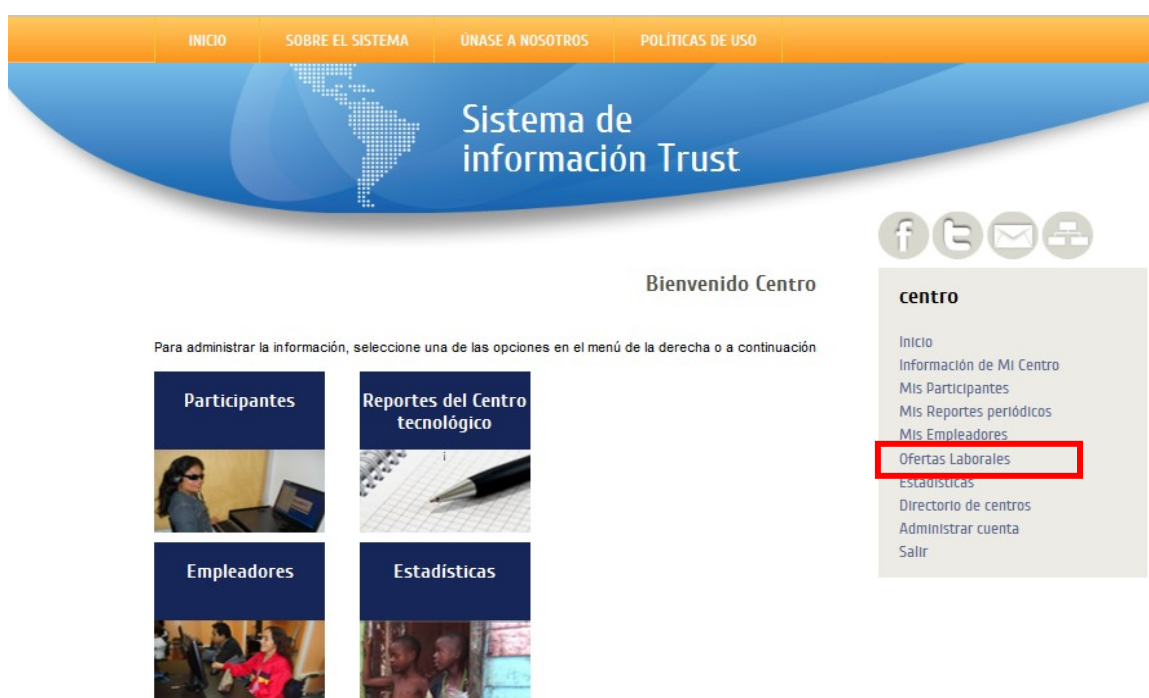 INICIO
SOBRE EL SISTEMA
ÚNASE A NOSOTROS
POLÍTICAS DE USO
Sistema de
información Trust
Bienvenido Centro
Para administrar la información, seleccione una de las opciones en el menú de la derecha o a continuación
Participantes
Reportes del Centro
tecnológico
Empleadores
Estadísticas
centro
Inicio
Información de Mi Centro
Mis Participantes
Mis Reportes periódicos
Mis Empleadores
Ofertas Laborales
Estadísticas
Directorio de centros
Administrar cuenta
Salir